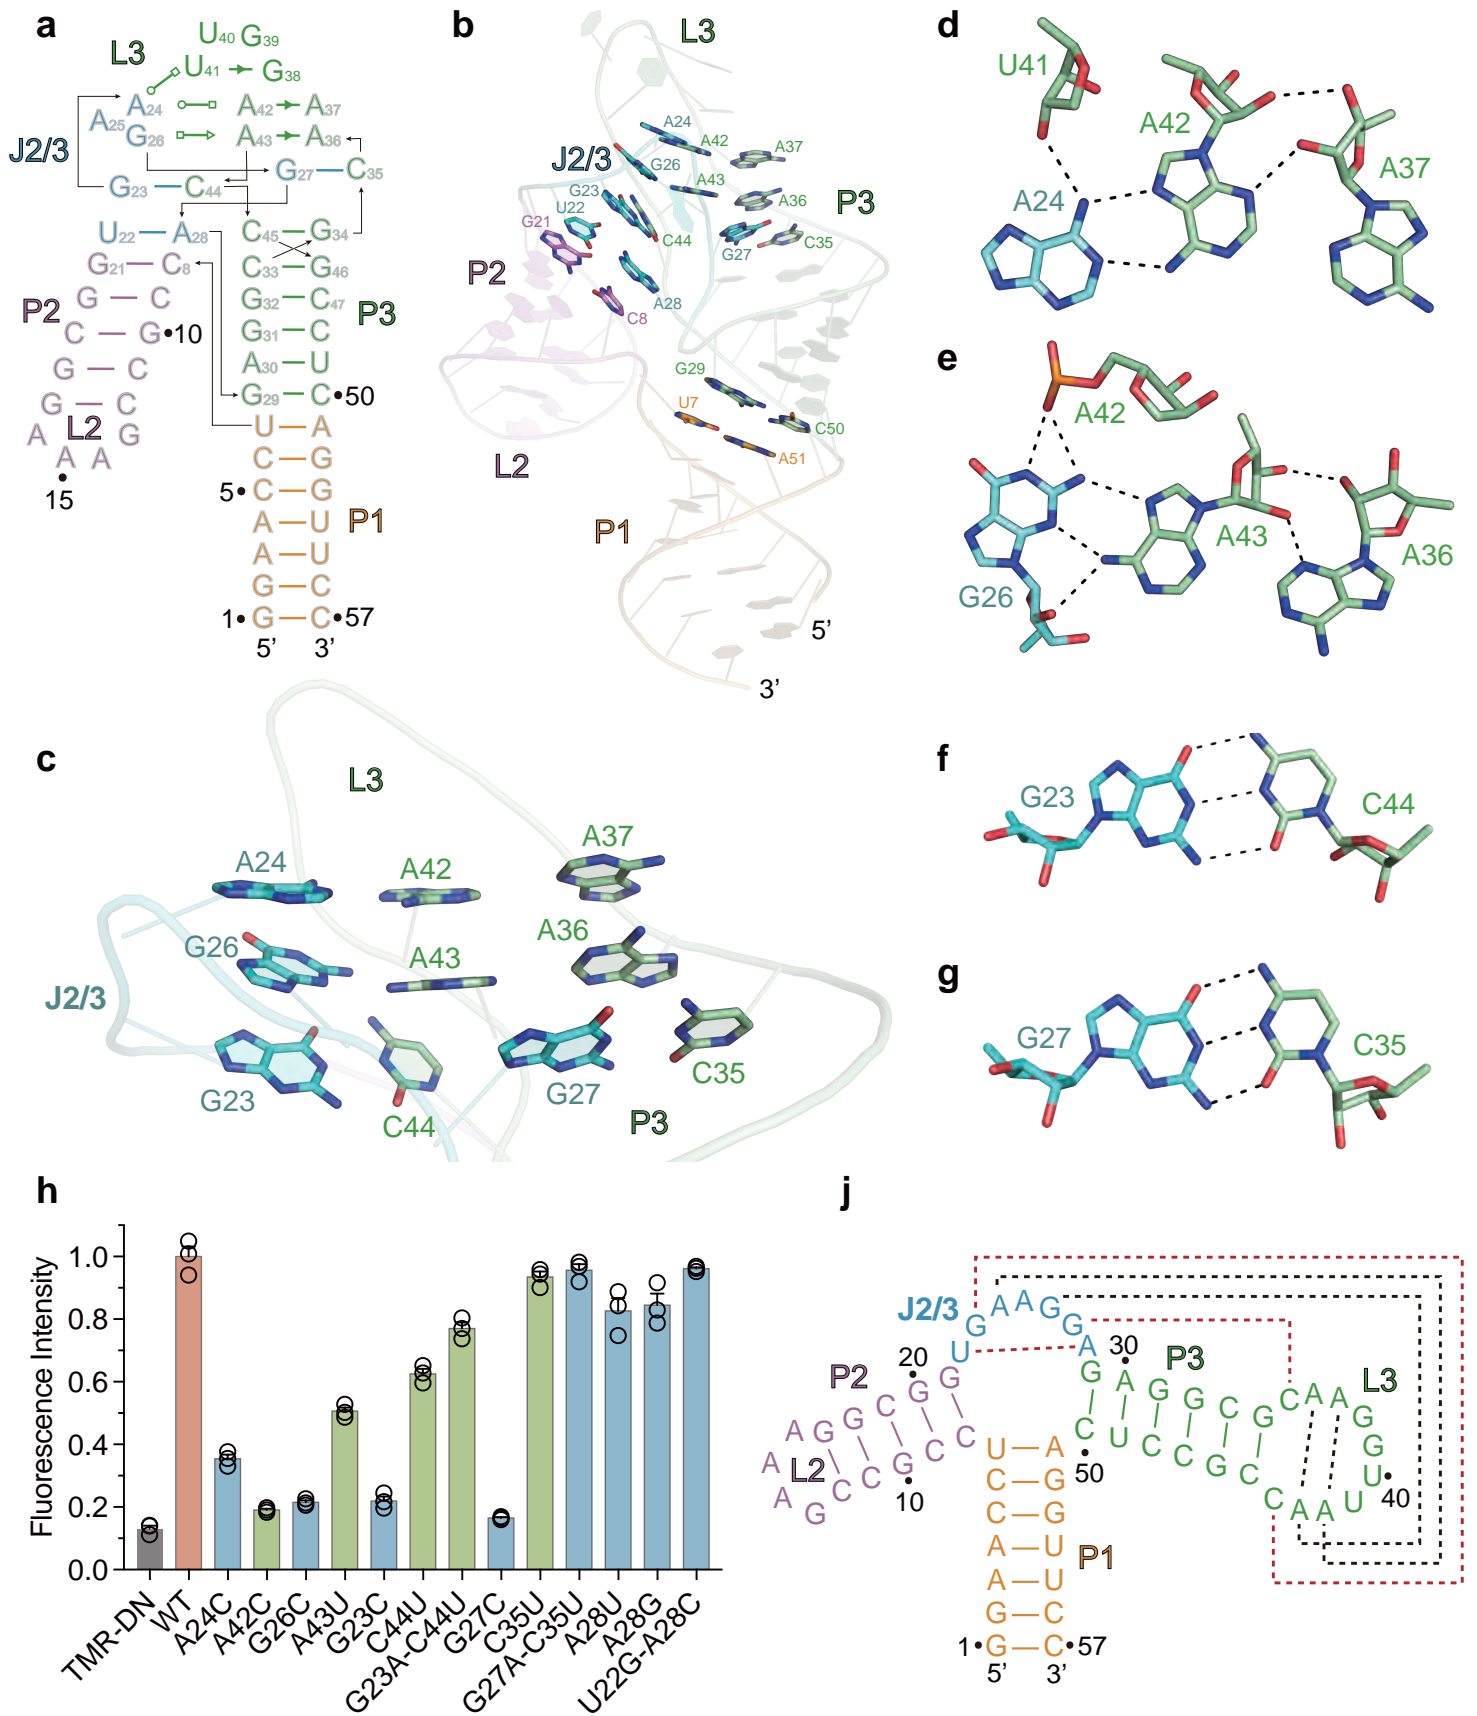 a
U40 G39
L3
U41 G38
A24 A42 A37
A25
G26 A43 A36
J2/3
G27 C35
G23 C44
U22 A28 C45 G34
G21 C8 C33 G46
G C G32 C47
P2 P3
C G 10 G31 C
G C A30 U
G C G29 C 50
A L2 G U A
A A C G
15
5 C G
A U P1
A U
G C
1 G C 57
5’ 3’
b
L3
A24
A42
J2/3
G26
A37
G23
A43
U22
A36
P3
G21
C44
G27
C35
P2
A28
C8
G29
U7
C50
A51
L2
P1
5’
3’
c
L3
A37
A24
A42
A36
G26
A43
J2/3
G23
C44
G27
C35
P3
d
U41
A42
A37
A24
e
A42
A43
A36
G26
f
G23
C44
g
G27
C35
h
Fluorescence Intensity
1.0
0.8
0.6
0.4
0.2
0.0
TMR-DN
WT
A24C
A42C
G26C
A43U
G23C
C44U
G23A-C44U
G27C
C35U
G27A-C35U
A28U
A28G
U22G-A28C
j
J2/3
U G A A G G A
P2
20
30
P3
L3
G A G G C G C A A G G U U A A C
40
A G G C G G
A L2
A G C C G C C
10
C U C C G C
50
U A
C G
C G
A U P1
A U
G C
1 G C 57
5’ 3’